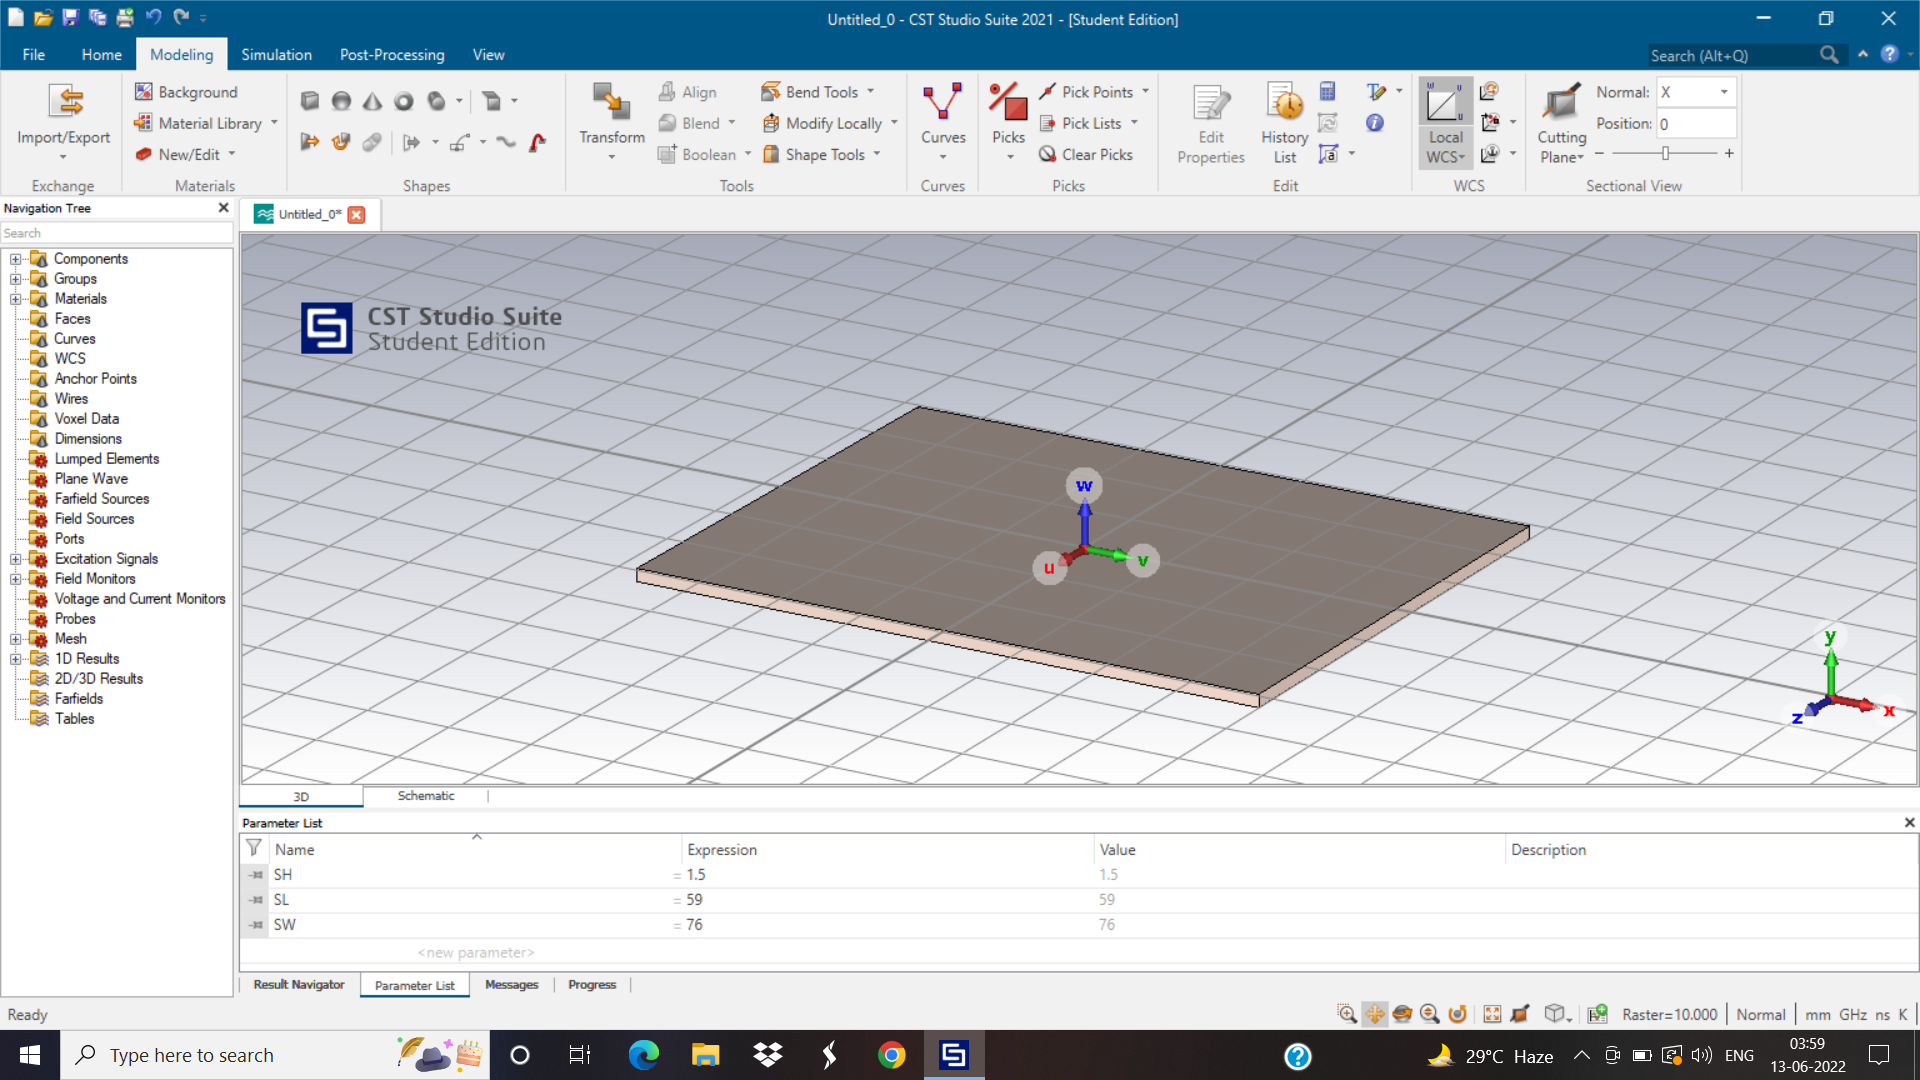 Untitled_0 - CST Studio Suite 2021 - [Student Edition]
File Home Modeling Simulation Post-Processing View
Search (Alt+Q)
Import/Export
Background
Material Library
New/Edit
Transform
Align
Blend
Boolean
Bend Tools
Modify Locally
Shape Tools
Curves
Picks
Pick Points
Pick Lists
Clear Picks
Edit
Properties
History
List
Local
WCS
Cutting
Plane
Normal: X
Position: 0
Exchange Materials Shapes Tools Curves Picks Edit WCS Sectional View
Navigation Tree
Untitled_0*
Search
Components
Groups
Materials
Faces
Curves
WCS
Anchor Points
Wires
Voxel Data
Dimensions
Lumped Elements
Plane Wave
Farfield Sources
Field Sources
Ports
Excitation Signals
Field Monitors
Voltage and Current Monitors
Probes
Mesh
1D Results
2D/3D Results
Farfields
Tables
CST Studio Suite
Student Edition
w
u
v
y
z
x
3D Schematic
Parameter List
Name Expression Value Description
SH = 1.5 1.5
SL = 59 59
SW = 76 76
<new parameter>
Result Navigator Parameter List Messages Progress
Ready
Raster=10.000 Normal mm GHz ns K
Type here to search
29°C Haze
ENG
03:59
13-06-2022